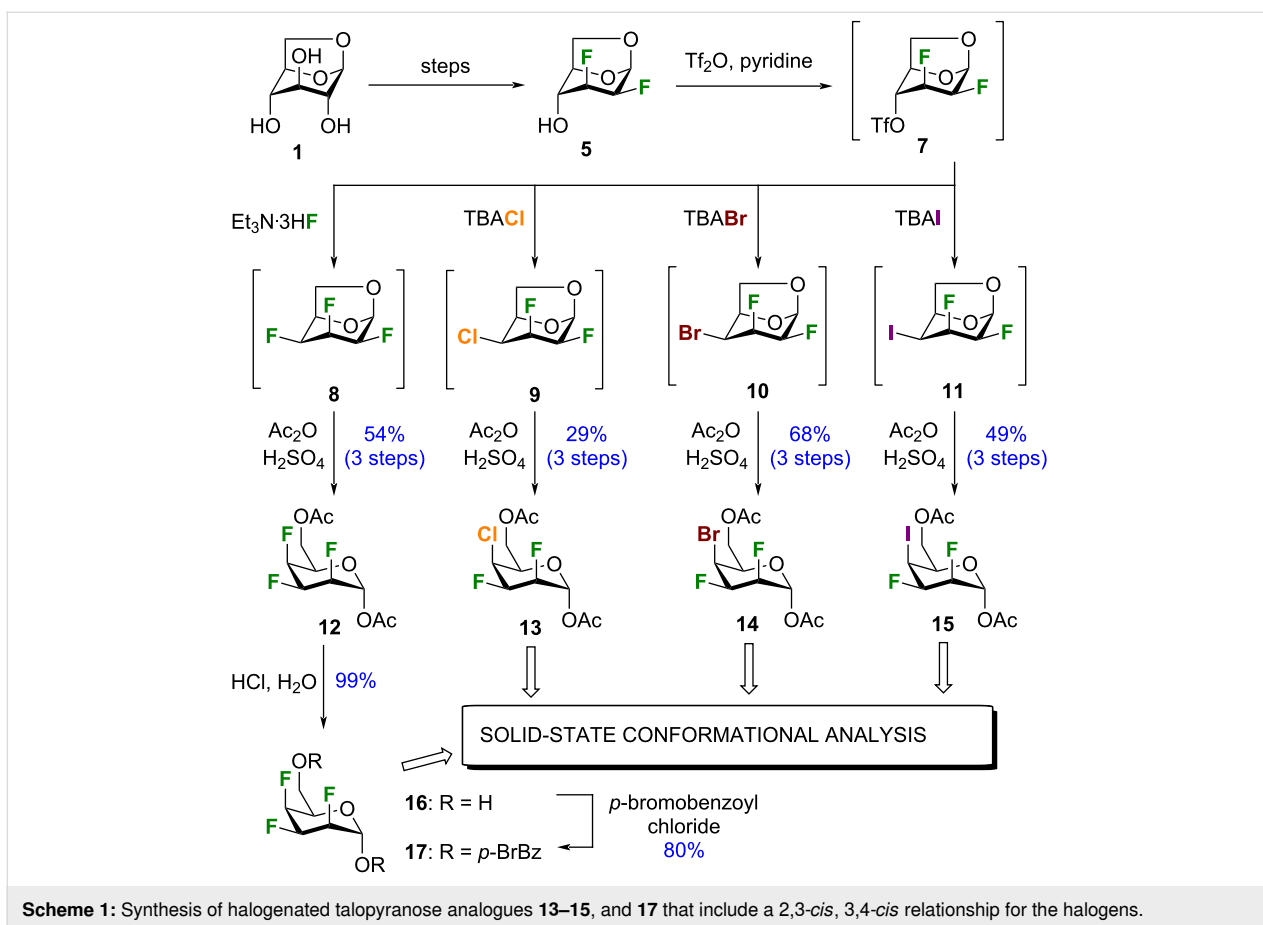 OH
O
O
HO
OH
1
steps
F
O
O
F
HO
5
Tf2O, pyridine
F
O
O
F
TfO
7
Et3N·3HF
TBACl
TBABr
TBAI
O
F
O
F
F
8
O
F
O
Cl
F
9
O
F
O
Br
F
10
O
F
O
I
F
11
Ac2O
H2SO4
54%
(3 steps)
Ac2O
H2SO4
29%
(3 steps)
Ac2O
H2SO4
68%
(3 steps)
Ac2O
H2SO4
49%
(3 steps)
OAc
F
F
O
F
OAc
12
OAc
Cl
F
O
F
OAc
13
OAc
Br
F
O
F
OAc
14
OAc
I
F
O
F
OAc
15
HCl, H2O
99%
SOLID-STATE CONFORMATIONAL ANALYSIS
OR
F
F
O
F
OR
16: R = H
17: R = p-BrBz
p-bromobenzoyl
chloride
80%
Scheme 1: Synthesis of halogenated talopyranose analogues 13–15, and 17 that include a 2,3-cis, 3,4-cis relationship for the halogens.